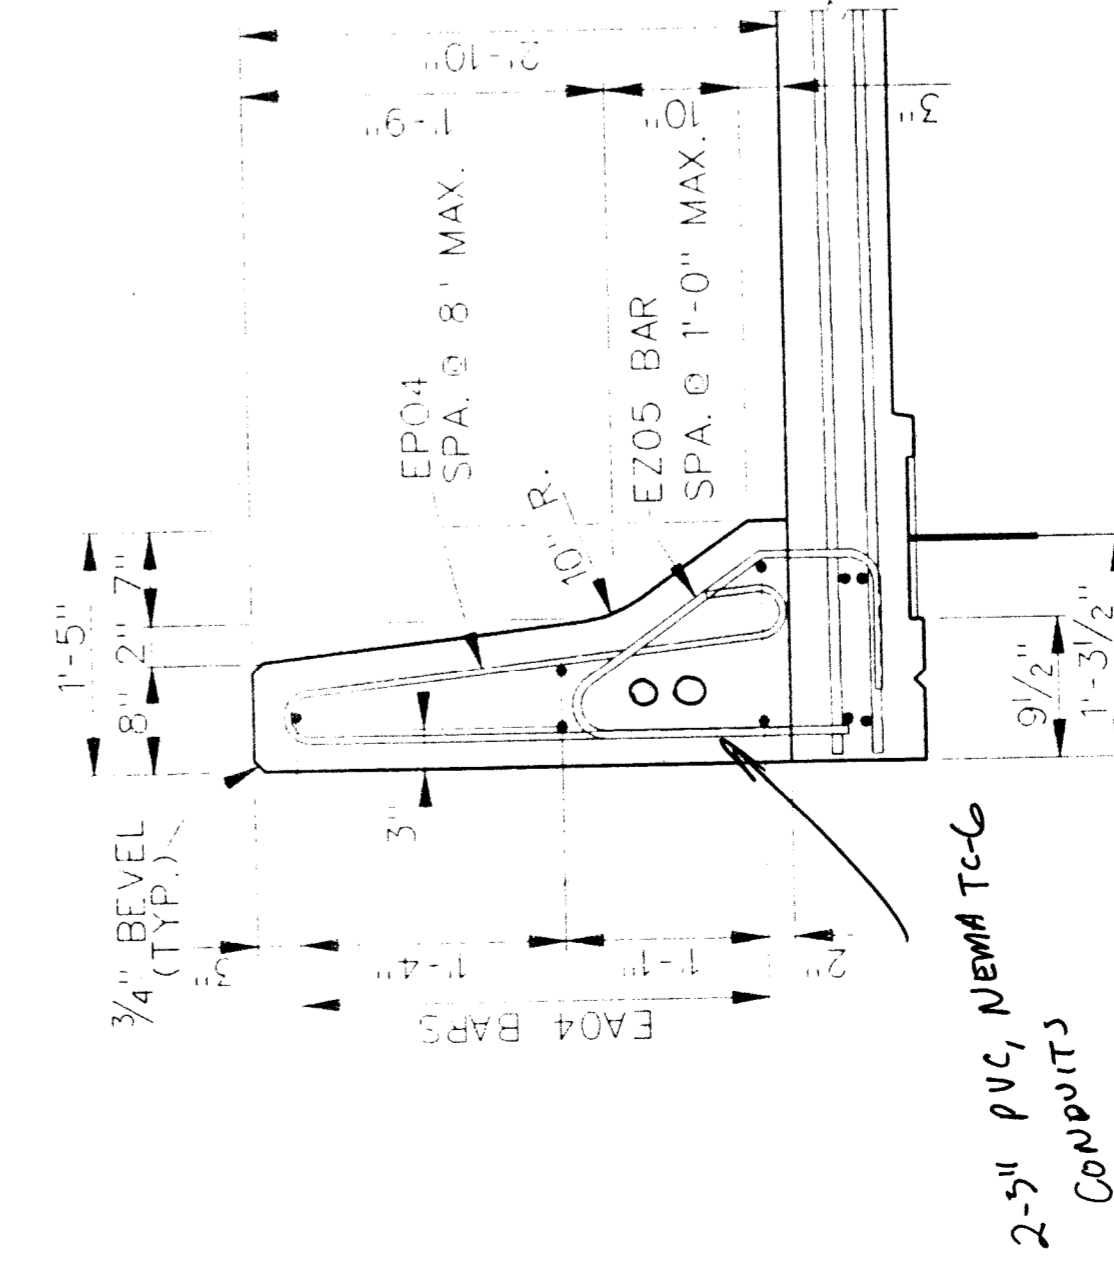 2'-10"
1'-9"
10"
3"
1'-5"
8"
2"
7"
EP04
SPA. @ 8" MAX.
10" R.
EZ05 BAR
SPA. @ 1'-0" MAX.
3/4" BEVEL
(TYP.)
3"
3"
1'-4"
1'-1"
2"
EA04 BARS
9 1/2"
1'-3 1/2"
2-3" PVC, NEMA TC-6
CONDUITS